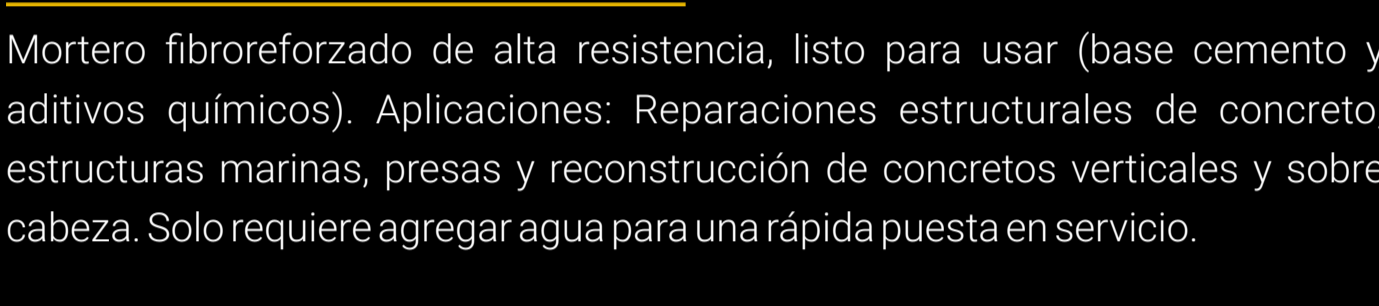 Mortero fibroreforzado de alta resistencia, listo para usar (base cemento y
aditivos químicos). Aplicaciones: Reparaciones estructurales de concreto,
estructuras marinas, presas y reconstrucción de concretos verticales y sobre
cabeza. Solo requiere agregar agua para una rápida puesta en servicio.